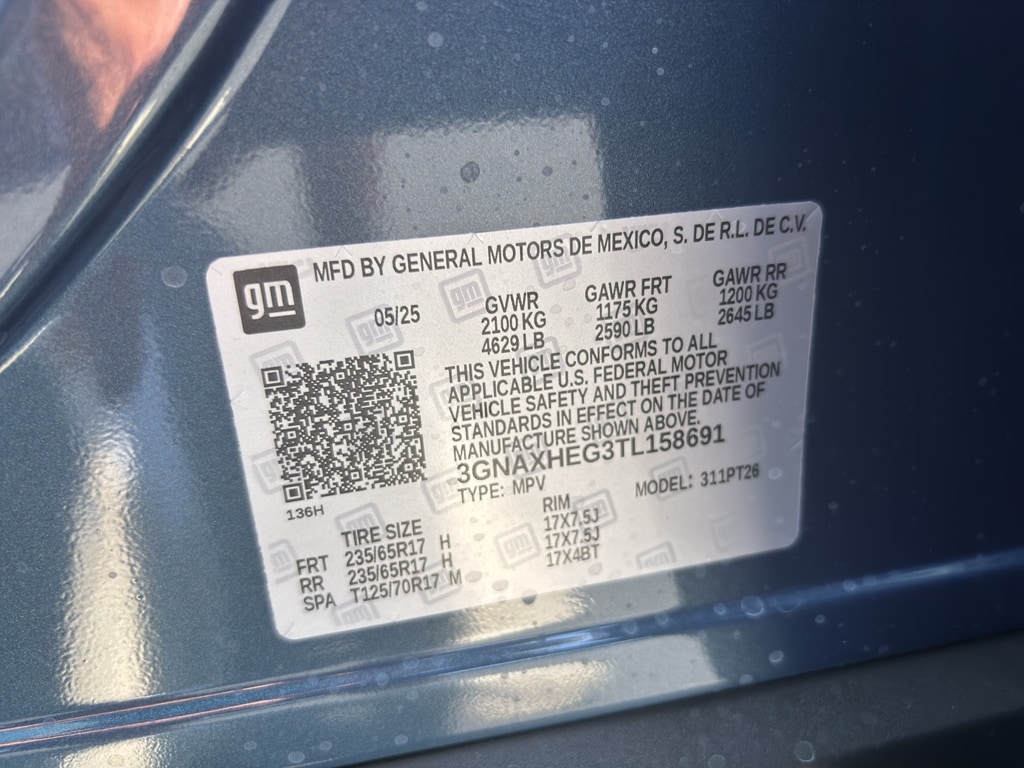 gm
MFD BY GENERAL MOTORS DE MEXICO, S. DE R.L. DE C.V.
05/25
GVWR GAWR FRT GAWR RR
2100 KG 1175 KG 1200 KG
4629 LB 2590 LB 2645 LB
THIS VEHICLE CONFORMS TO ALL
APPLICABLE U.S. FEDERAL MOTOR
VEHICLE SAFETY AND THEFT PREVENTION
STANDARDS IN EFFECT ON THE DATE OF
MANUFACTURE SHOWN ABOVE.
3GNAXHEG3TL158691
TYPE: MPV MODEL: 311PT26
136H
TIRE SIZE RIM
FRT 235/65R17 H 17X7.5J
RR 235/65R17 H 17X7.5J
SPA T125/70R17 M 17X4BT